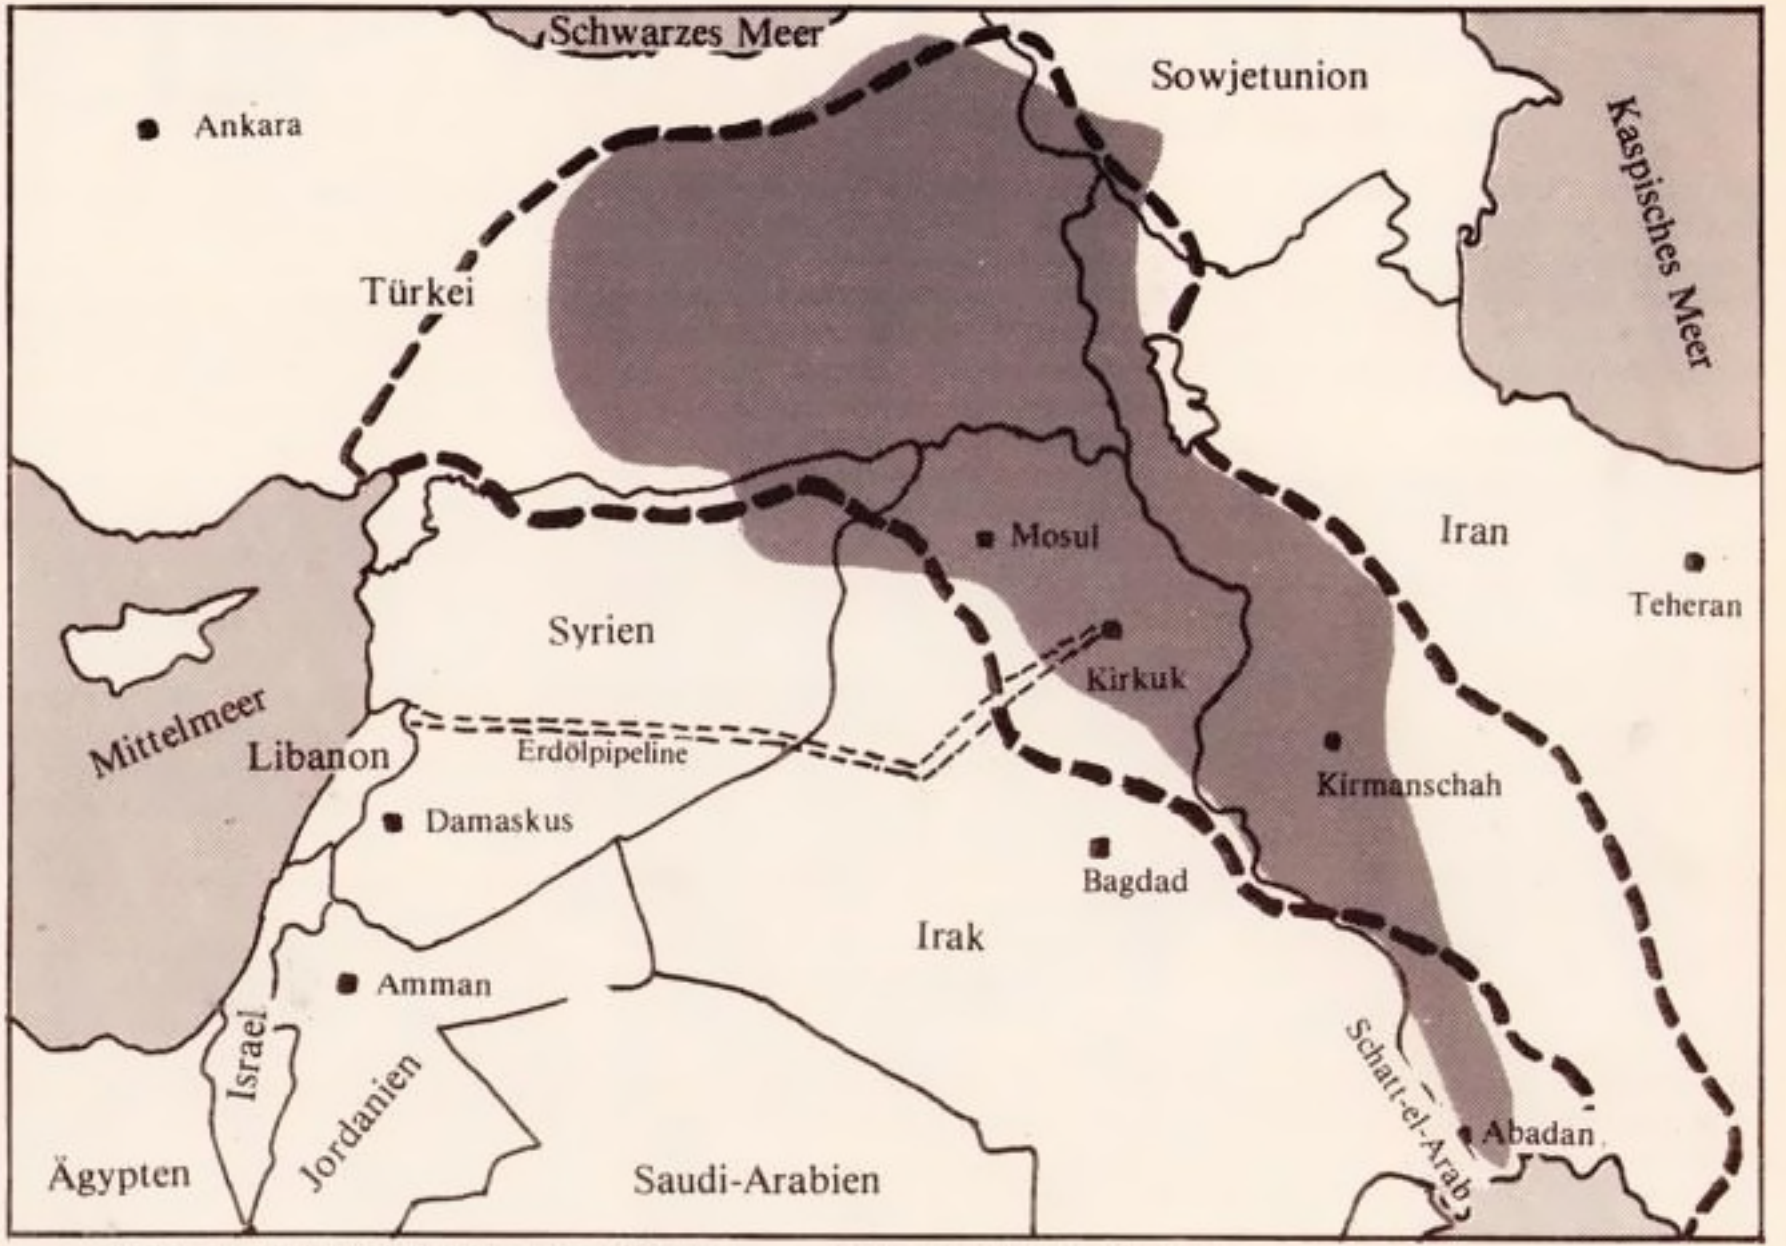 Schwarzes Meer
Sowjetunion
Kaspisches Meer
Ankara
Türkei
Mosul
Iran
Teheran
Syrien
Kirkuk
Mittelmeer
Libanon
Erdölpipeline
Kirmanschah
Damaskus
Bagdad
Irak
Amman
Israel
Jordanien
Schatt-el-Arab
Abadan
Ägypten
Saudi-Arabien